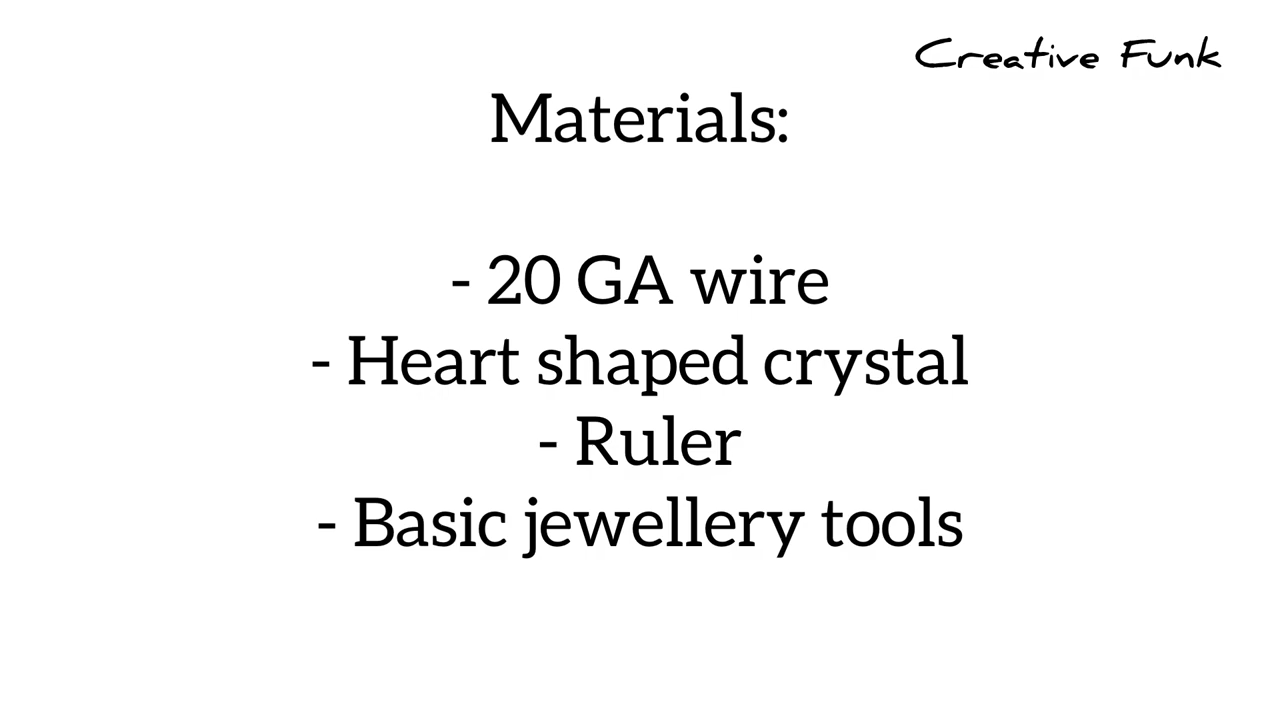 Creative Funk
Materials:
- 20 GA wire
- Heart shaped crystal
- Ruler
- Basic jewellery tools